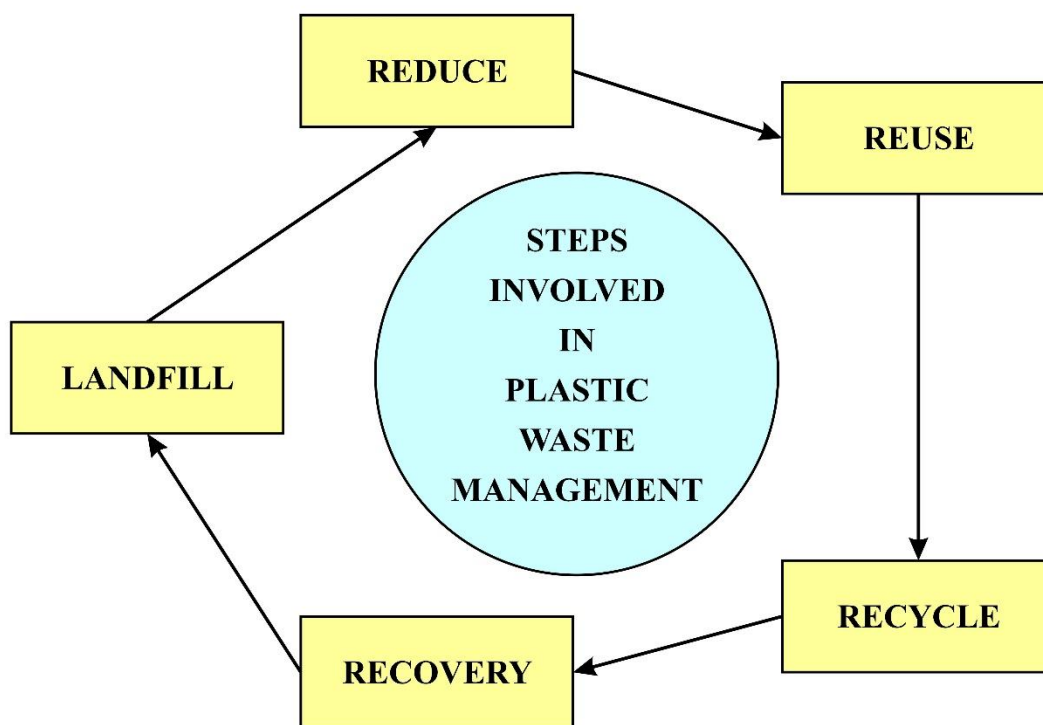 REDUCE
REUSE
STEPS
INVOLVED
IN
PLASTIC
WASTE
MANAGEMENT
LANDFILL
RECYCLE
RECOVERY